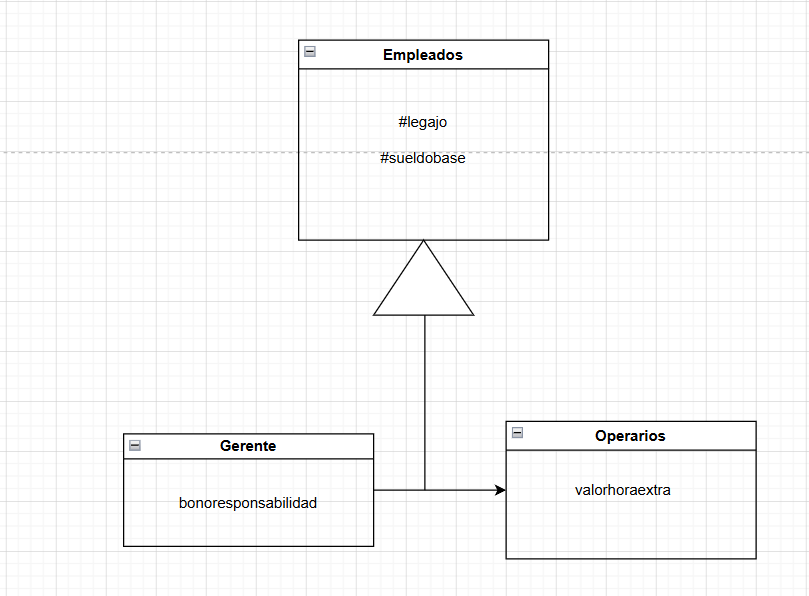 Empleados
#legajo
#sueldobase
Gerente
bonoresponsabilidad
Operarios
valorhoraextra